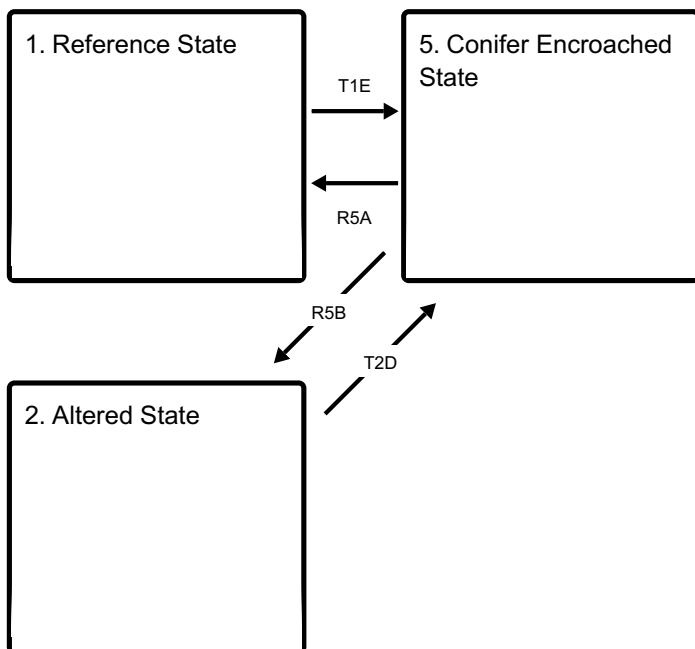 1. Reference State
5. Conifer Encroached
State
T1E
R5A
R5B
T2D
2. Altered State